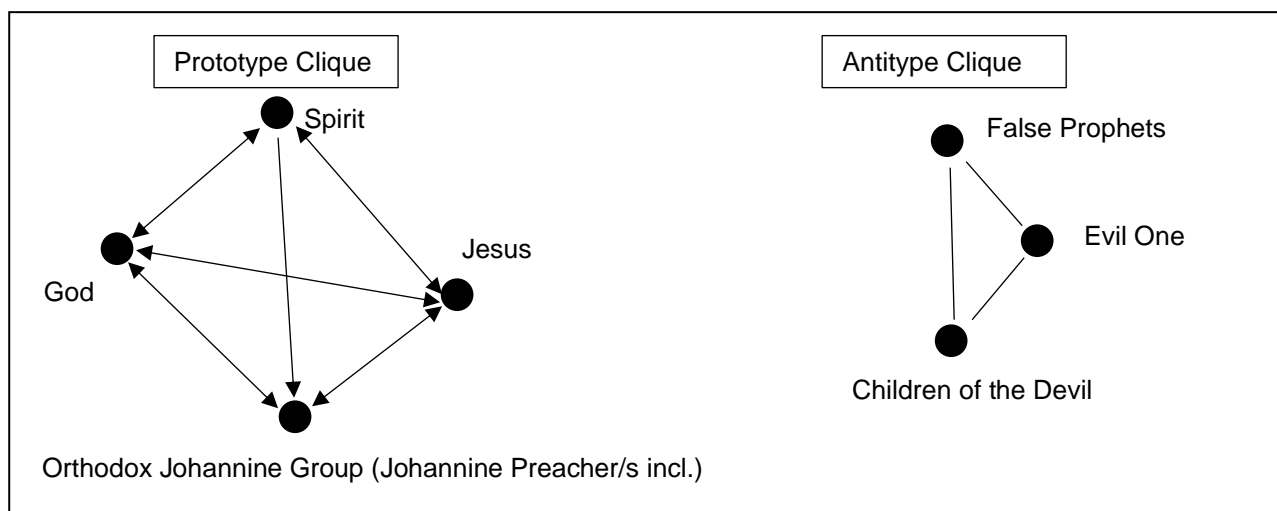 Prototype Clique
Spirit
God
Jesus
Orthodox Johannine Group (Johannine Preacher/s incl.)
Antitype Clique
False Prophets
Evil One
Children of the Devil